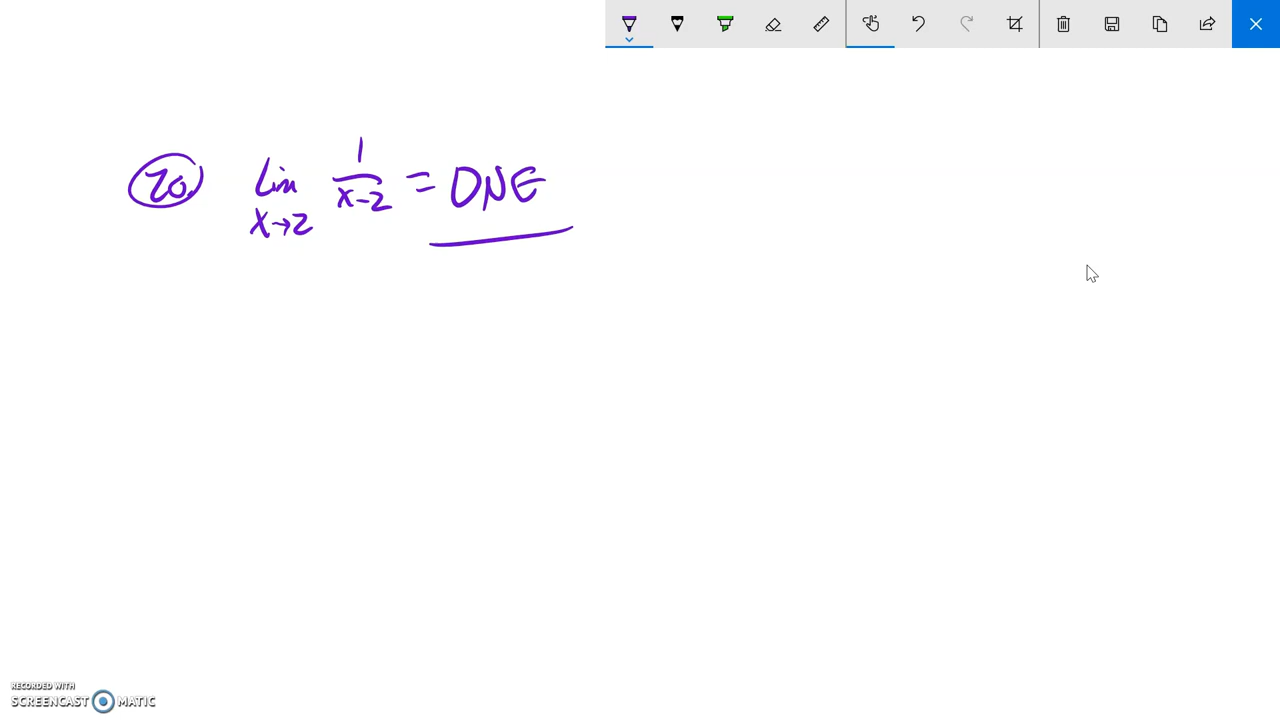 20. Lim x→2 1/(x-2) = DNE
RECORDED WITH
SCREENCAST MATIC